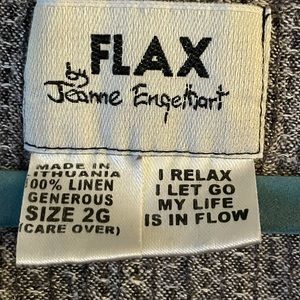 FLAX
by
Jeanne Engelhart
MADE IN
LITHUANIA
100% LINEN
GENEROUS
SIZE 2G
(CARE OVER)
I RELAX
I LET GO
MY LIFE
IS IN FLOW